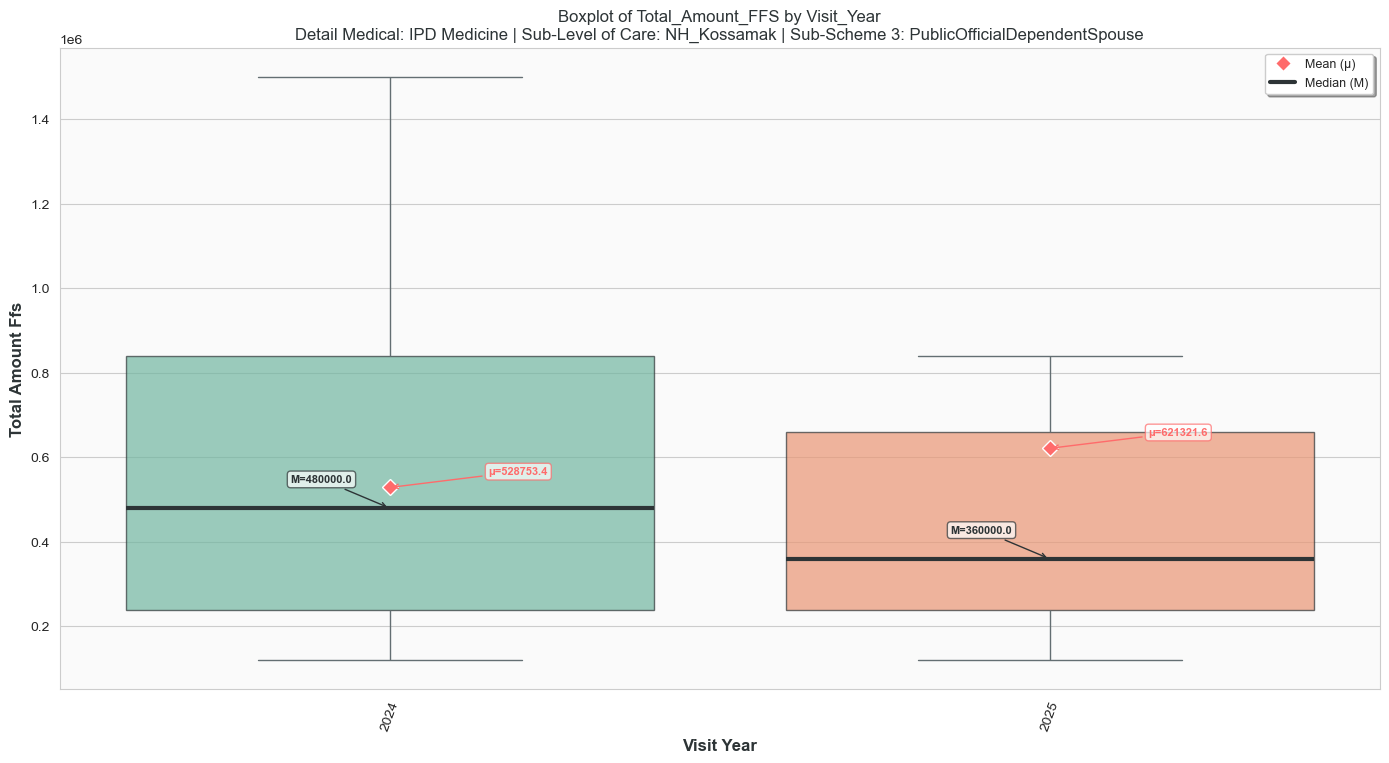 Boxplot of Total_Amount_FFS by Visit_Year
Detail Medical: IPD Medicine | Sub-Level of Care: NH_Kossamak | Sub-Scheme 3: PublicOfficialDependentSpouse
1e6
Mean (μ)
Median (M)
1.4
1.2
1.0
0.8
0.6
0.4
0.2
Total Amount Ffs
M=480000.0
μ=528753.4
μ=621321.6
M=360000.0
2024
2025
Visit Year